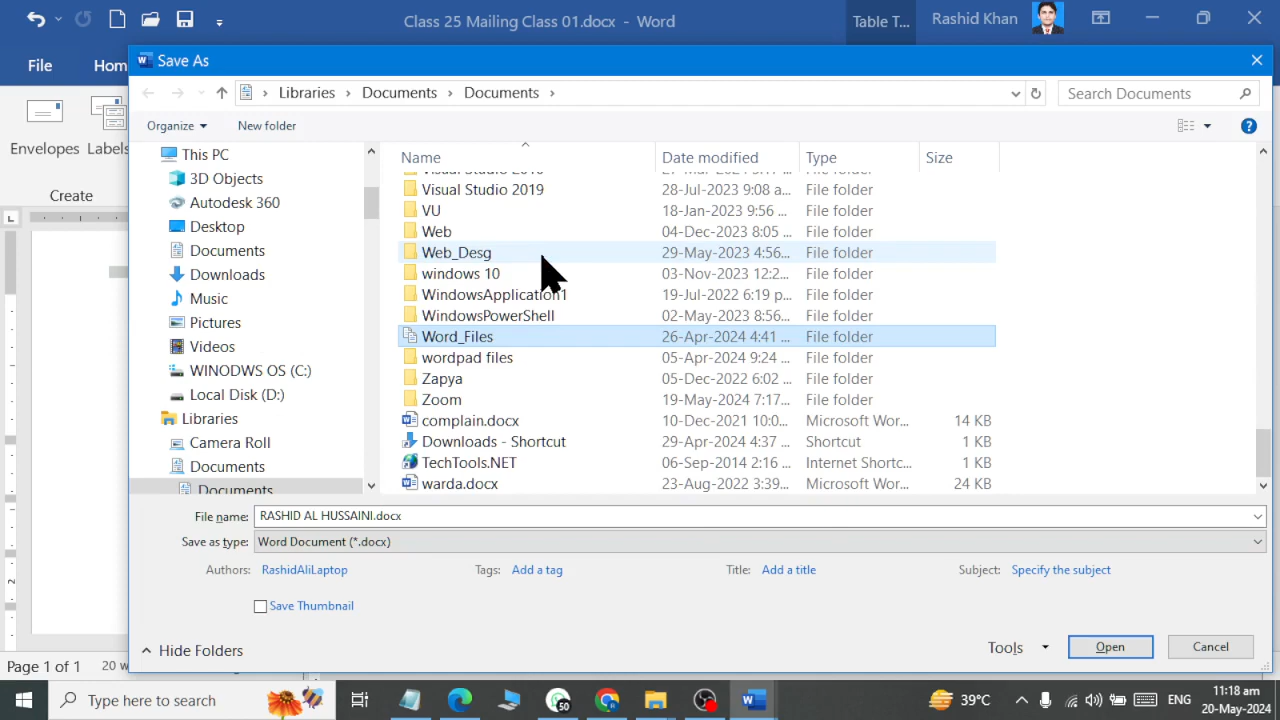 Class 25 Mailing Class 01.docx - Word
Table T...
Rashid Khan
File
Hom
Envelopes
Labels
Create
Save As
Libraries > Documents > Documents >
Search Documents
Organize
New folder
This PC
3D Objects
Autodesk 360
Desktop
Documents
Downloads
Music
Pictures
Videos
WINODWS OS (C:)
Local Disk (D:)
Libraries
Camera Roll
Documents
Documents
Name Date modified Type Size
Visual Studio 2019 28-Jul-2023 9:08 a... File folder
VU 18-Jan-2023 9:56 ... File folder
Web 04-Dec-2023 8:05 ... File folder
Web_Desg 29-May-2023 4:56... File folder
windows 10 03-Nov-2023 12:2... File folder
WindowsApplication1 19-Jul-2022 6:19 p... File folder
WindowsPowerShell 02-May-2023 8:56... File folder
Word_Files 26-Apr-2024 4:41 ... File folder
wordpad files 05-Apr-2024 9:24 ... File folder
Zapya 05-Dec-2022 6:02 ... File folder
Zoom 19-May-2024 7:17... File folder
complain.docx 10-Dec-2021 10:0... Microsoft Wor... 14 KB
Downloads - Shortcut 29-Apr-2024 4:37 ... Shortcut 1 KB
TechTools.NET 06-Sep-2014 2:16 ... Internet Shortc... 1 KB
warda.docx 23-Aug-2022 3:39... Microsoft Wor... 24 KB
File name: RASHID AL HUSSAINI.docx
Save as type: Word Document (*.docx)
Authors: RashidAliLaptop Tags: Add a tag Title: Add a title Subject: Specify the subject
Save Thumbnail
Hide Folders
Tools
Open
Cancel
Page 1 of 1 20 w
Type here to search
50
39°C
ENG
11:18 am
20-May-2024